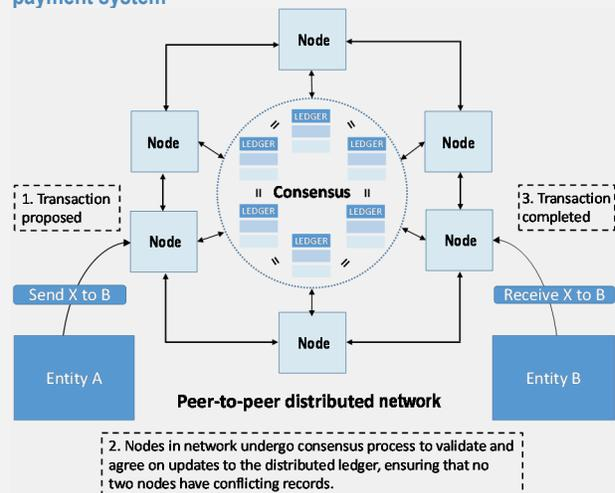 payment system
Node
Node
Node
LEDGER
LEDGER
LEDGER
Consensus
1. Transaction
proposed
3. Transaction
completed
LEDGER
LEDGER
LEDGER
Node
Node
Send X to B
Receive X to B
Node
Entity A
Entity B
Peer-to-peer distributed network
2. Nodes in network undergo consensus process to validate and
agree on updates to the distributed ledger, ensuring that no
two nodes have conflicting records.